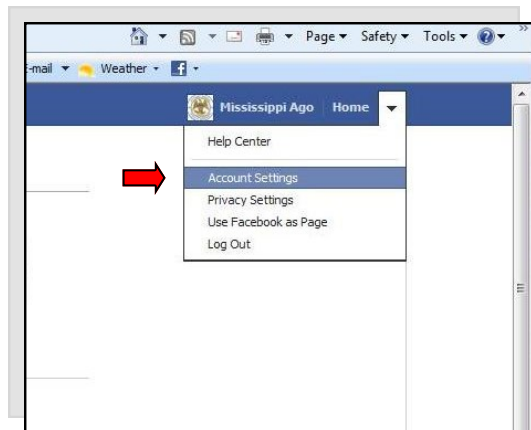 Page Safety Tools
-mail Weather
Mississippi Ago Home
Help Center
Account Settings
Privacy Settings
Use Facebook as Page
Log Out